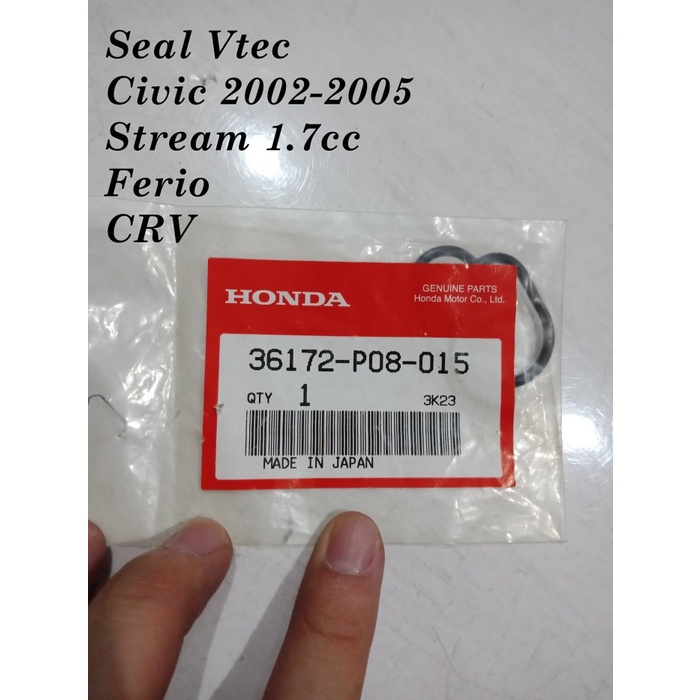 Seal Vtec
Civic 2002-2005
Stream 1.7cc
Ferio
CRV
HONDA
GENUINE PARTS
Honda Motor Co., Ltd.
36172-P08-015
QTY 1 3K23
MADE IN JAPAN